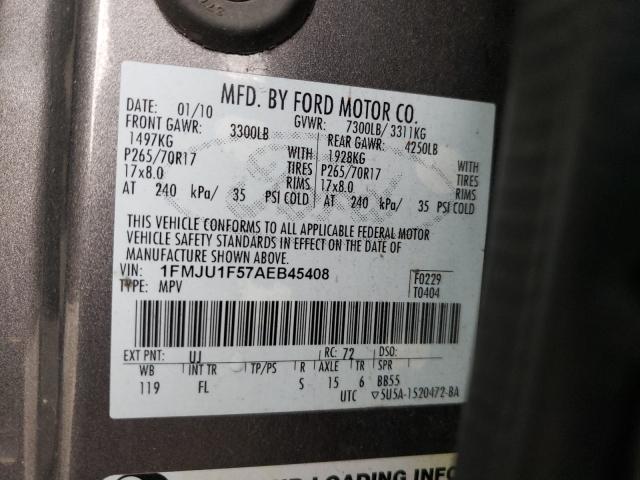 MFD. BY FORD MOTOR CO.
DATE: 01/10 GVWR: 7300LB/ 3311KG
FRONT GAWR: 3300LB REAR GAWR: 4250LB
1497KG WITH 1928KG WITH
P265/70R17 TIRES P265/70R17 TIRES
17x8.0 RIMS 17x8.0 RIMS
AT 240 kPa/ 35 PSI COLD AT 240 kPa/ 35 PSI COLD
THIS VEHICLE CONFORMS TO ALL APPLICABLE FEDERAL MOTOR
VEHICLE SAFETY STANDARDS IN EFFECT ON THE DATE OF
MANUFACTURE SHOWN ABOVE.
VIN: 1FMJU1F57AEB45408 F0229
TYPE: MPV T0404
EXT PNT: UJ RC: 72 DSO:
WB INT TR TP/PS R AXLE TR SPR
119 FL S 15 6 BB55
UTC ▽5U5A-1520472-BA
LOADING INFO